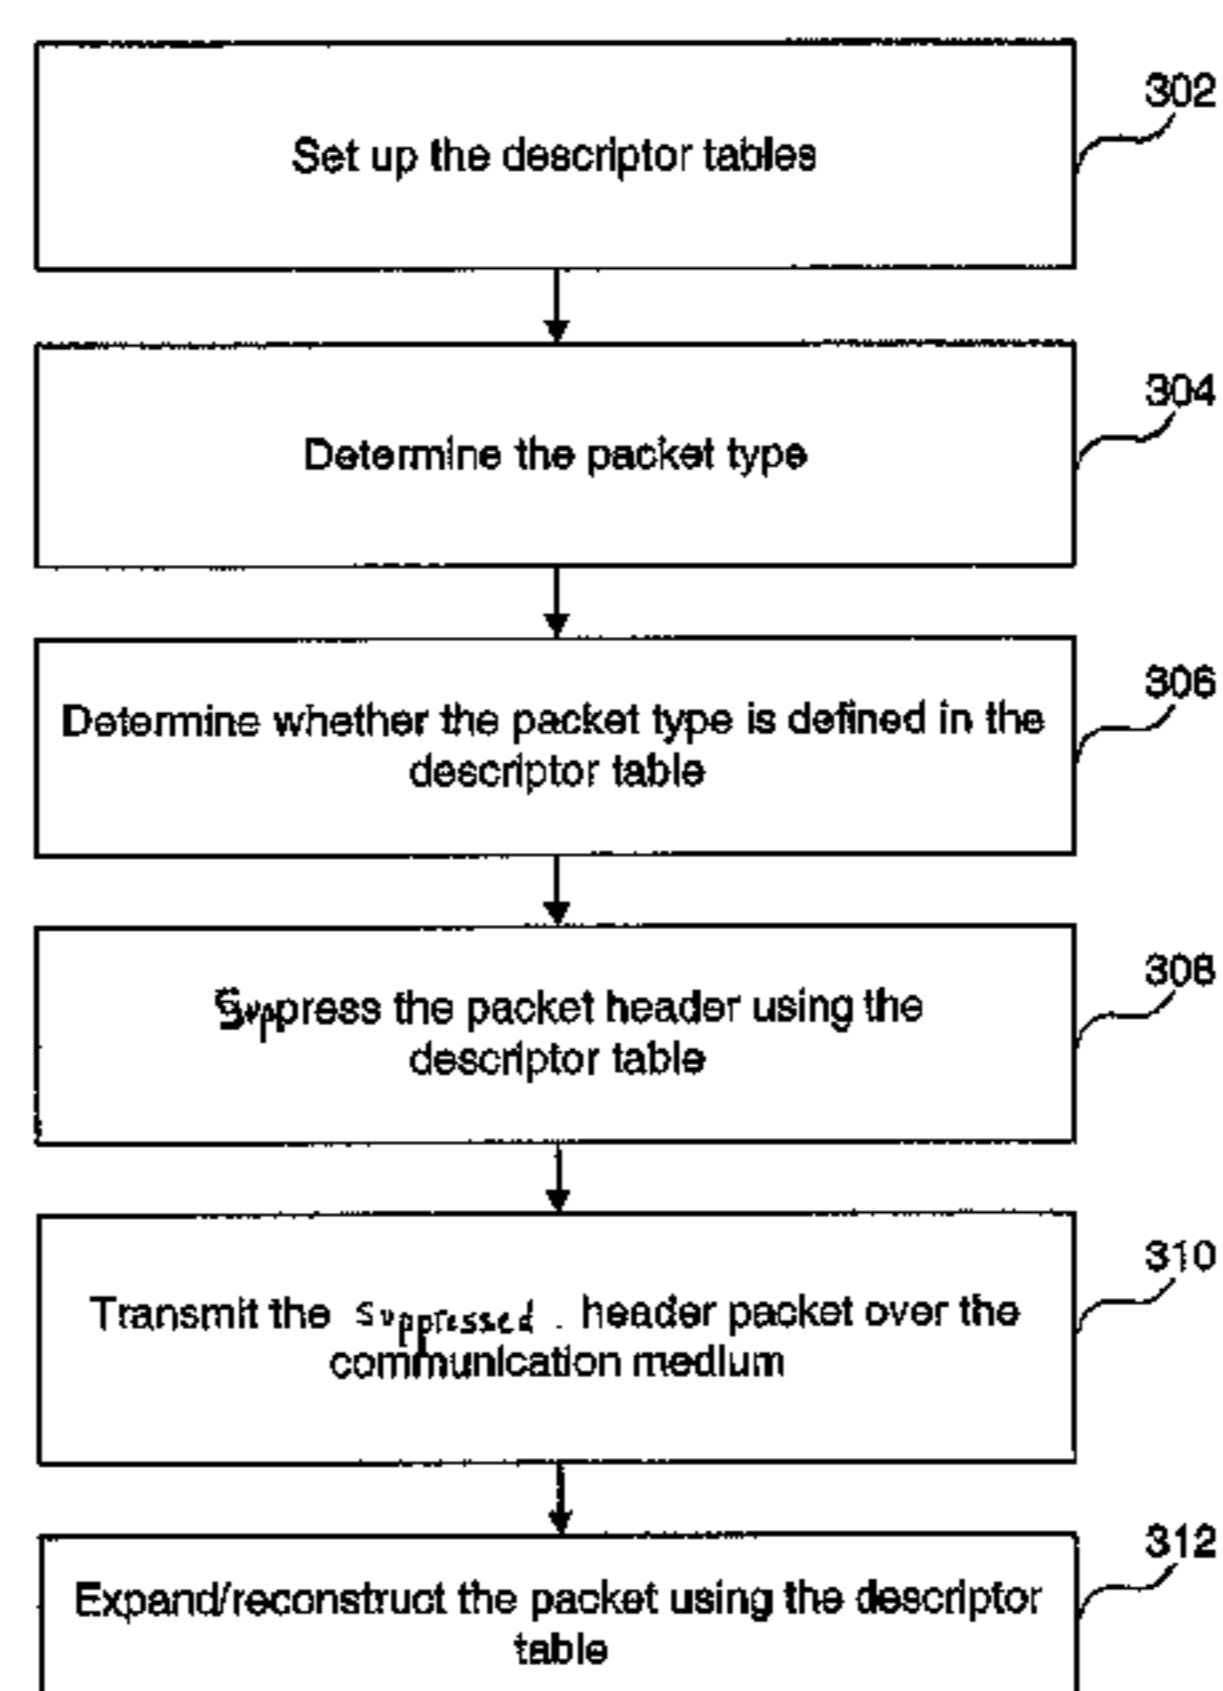 Set up the descriptor tables
302
Determine the packet type
304
Determine whether the packet type is defined in the
descriptor table
306
Suppress the packet header using the
descriptor table
308
Transmit the suppressed . header packet over the
communication medium
310
Expand/reconstruct the packet using the descriptor
table
312